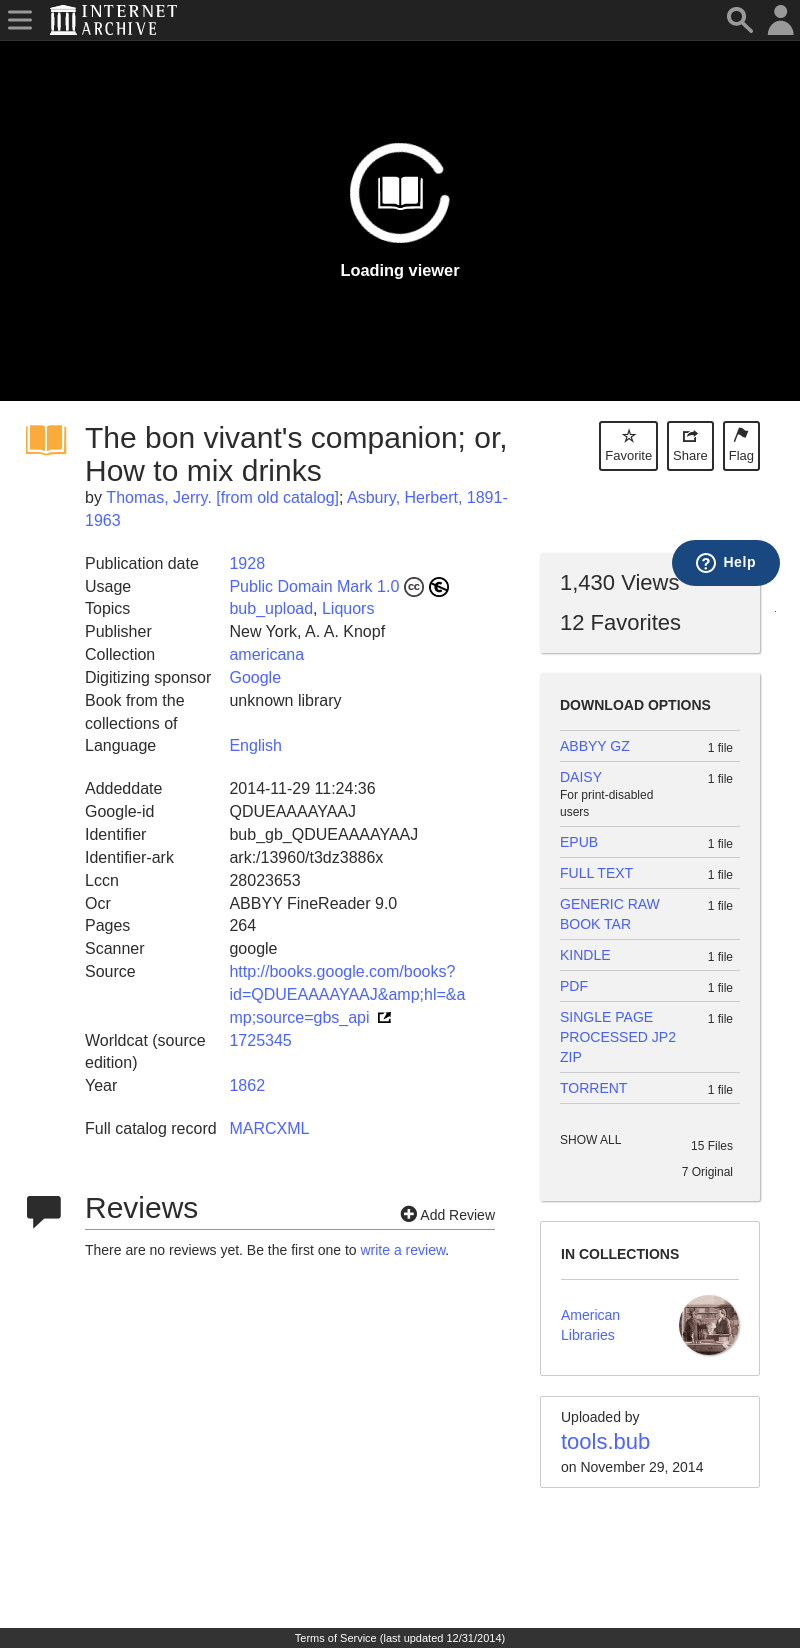 INTERNET
ARCHIVE
Loading viewer
The bon vivant's companion; or,
How to mix drinks
by Thomas, Jerry. [from old catalog]; Asbury, Herbert, 1891-
1963
Favorite
Share
Flag
Publication date 1928
Usage Public Domain Mark 1.0
Topics bub_upload, Liquors
Publisher New York, A. A. Knopf
Collection americana
Digitizing sponsor Google
Book from the unknown library
collections of
Language English
Addeddate 2014-11-29 11:24:36
Google-id QDUEAAAAYAAJ
Identifier bub_gb_QDUEAAAAYAAJ
Identifier-ark ark:/13960/t3dz3886x
Lccn 28023653
Ocr ABBYY FineReader 9.0
Pages 264
Scanner google
Source http://books.google.com/books?
id=QDUEAAAAYAAJ&amp;hl=&a
mp;source=gbs_api
Worldcat (source 1725345
edition)
Year 1862
Full catalog record MARCXML
Reviews
Add Review
There are no reviews yet. Be the first one to write a review.
Help
1,430 Views
12 Favorites
DOWNLOAD OPTIONS
ABBYY GZ 1 file
DAISY 1 file
For print-disabled
users
EPUB 1 file
FULL TEXT 1 file
GENERIC RAW 1 file
BOOK TAR
KINDLE 1 file
PDF 1 file
SINGLE PAGE 1 file
PROCESSED JP2
ZIP
TORRENT 1 file
SHOW ALL 15 Files
7 Original
IN COLLECTIONS
American
Libraries
Uploaded by
tools.bub
on November 29, 2014
Terms of Service (last updated 12/31/2014)